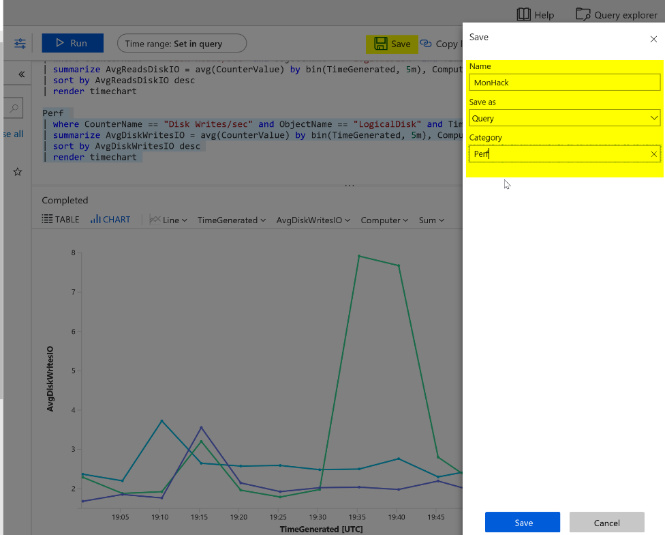 Help Query explorer
Run Time range: Set in query Save Copy
| summarize AvgReadsDiskIO = avg(CounterValue) by bin(TimeGenerated, 5m), Comput
| sort by AvgReadsDiskIO desc
| render timechart
Perf
| where CounterName == "Disk Writes/sec" and ObjectName == "LogicalDisk" and Tim
| summarize AvgDiskWritesIO = avg(CounterValue) by bin(TimeGenerated, 5m), Compu
| sort by AvgDiskWritesIO desc
| render timechart
se all
Completed
TABLE CHART Line TimeGenerated AvgDiskWritesIO Computer Sum
AvgDiskWritesIO
8
7
6
5
4
3
2
19:05 19:10 19:15 19:20 19:25 19:30 19:35 19:40 19:45
TimeGenerated [UTC]
Save
Name
MonHack
Save as
Query
Category
Perf
Save Cancel